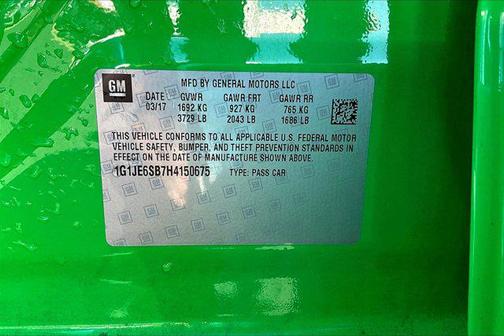 GM
MFD BY GENERAL MOTORS LLC
DATE GVWR GAWR FRT GAWR RR
03/17 1692 KG 927 KG 765 KG
3729 LB 2043 LB 1686 LB
THIS VEHICLE CONFORMS TO ALL APPLICABLE U.S. FEDERAL MOTOR
VEHICLE SAFETY, BUMPER, AND THEFT PREVENTION STANDARDS IN
EFFECT ON THE DATE OF MANUFACTURE SHOWN ABOVE.
1G1JE6SB7H4150675 TYPE: PASS CAR